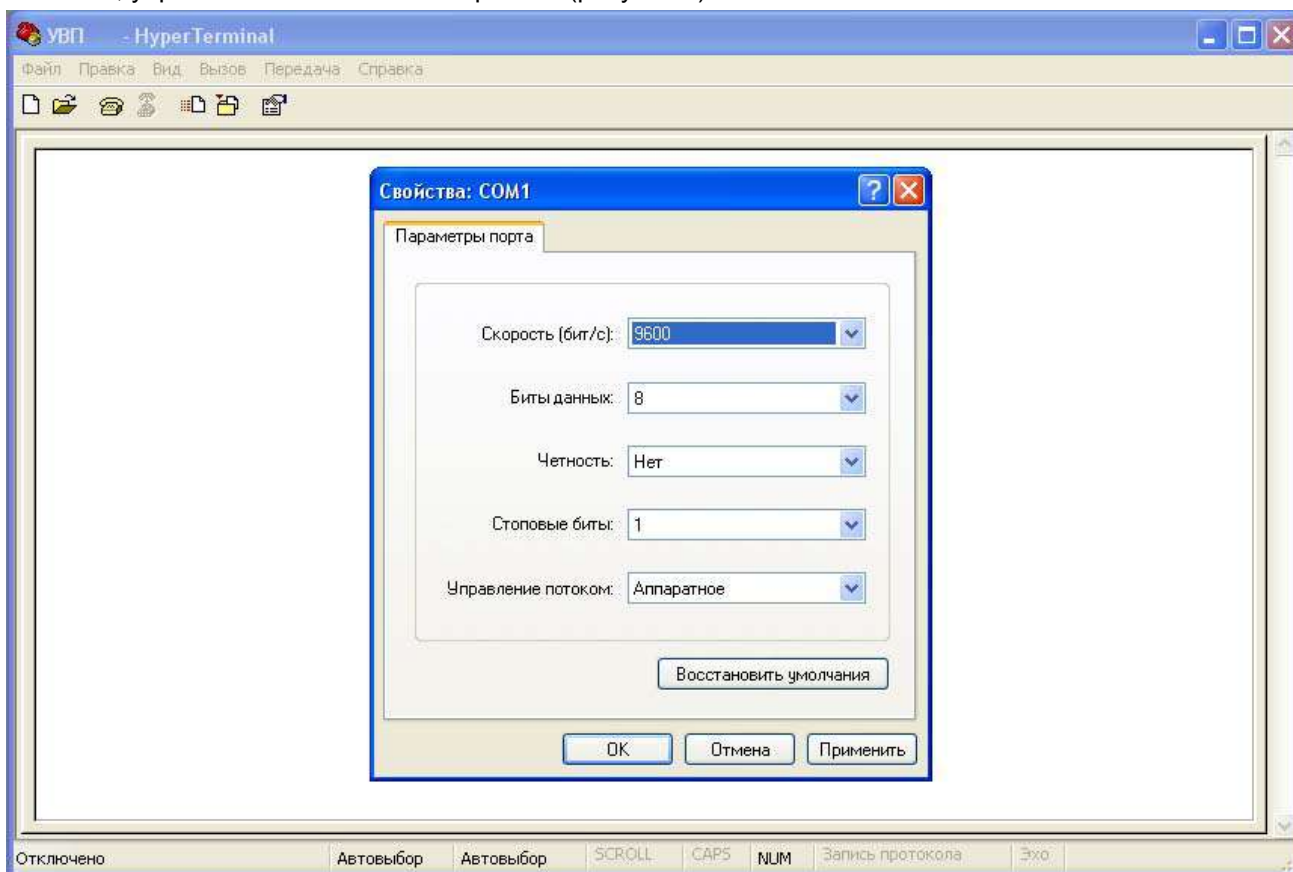 УВП - HyperTerminal
Файл Правка Вид Вызов Передача Справка
Свойства: COM1
Параметры порта
Скорость (бит/с): 9600
Биты данных: 8
Четность: Нет
Стоповые биты: 1
Управление потоком: Аппаратное
Восстановить умолчания
OK Отмена Применить
Отключено Автовыбор Автовыбор SCROLL CAPS NUM Запись протокола Эхо